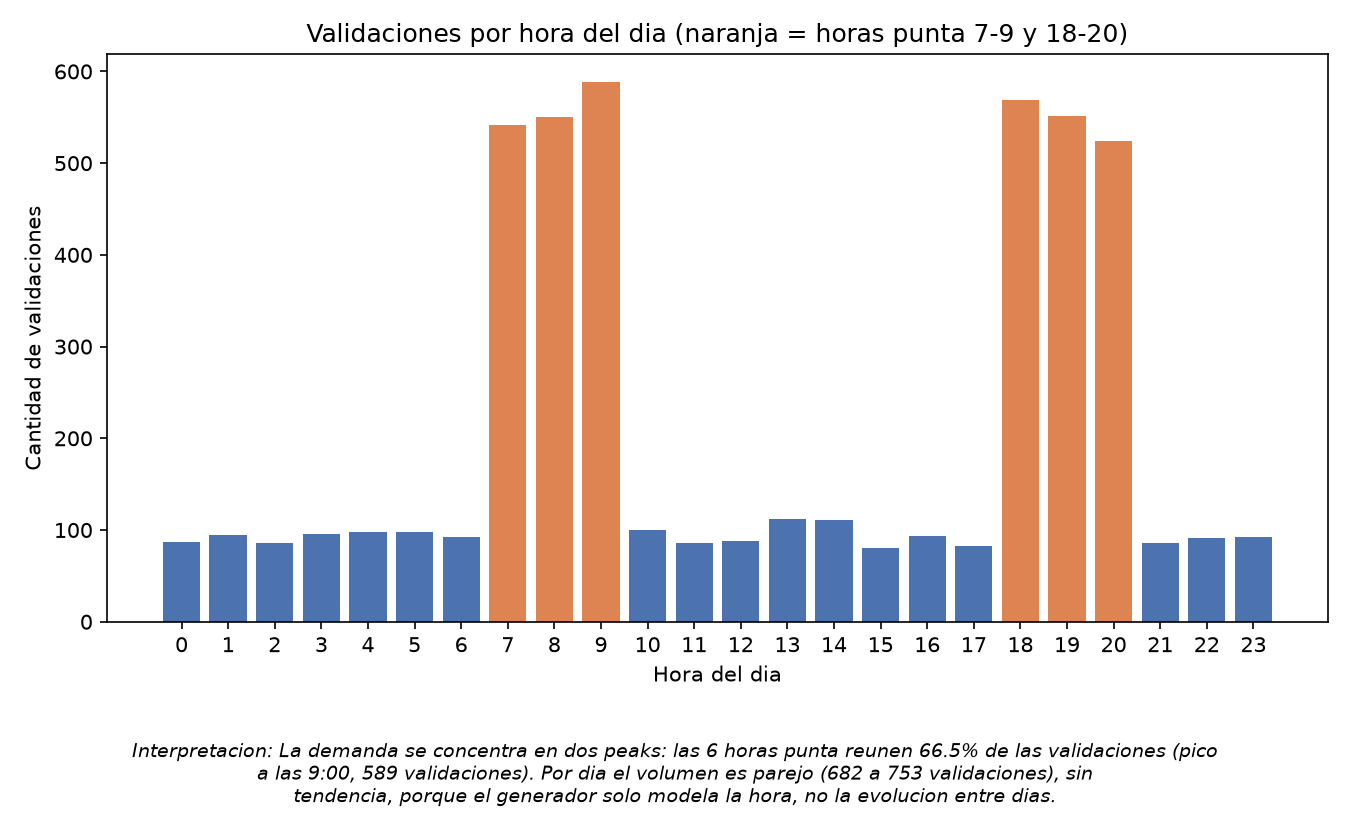 Validaciones por hora del dia (naranja = horas punta 7-9 y 18-20)
600
500
400
300
200
100
0
Cantidad de validaciones
0 1 2 3 4 5 6 7 8 9 10 11 12 13 14 15 16 17 18 19 20 21 22 23
Hora del dia
Interpretacion: La demanda se concentra en dos peaks: las 6 horas punta reunen 66.5% de las validaciones (pico
a las 9:00, 589 validaciones). Por dia el volumen es parejo (682 a 753 validaciones), sin
tendencia, porque el generador solo modela la hora, no la evolucion entre dias.